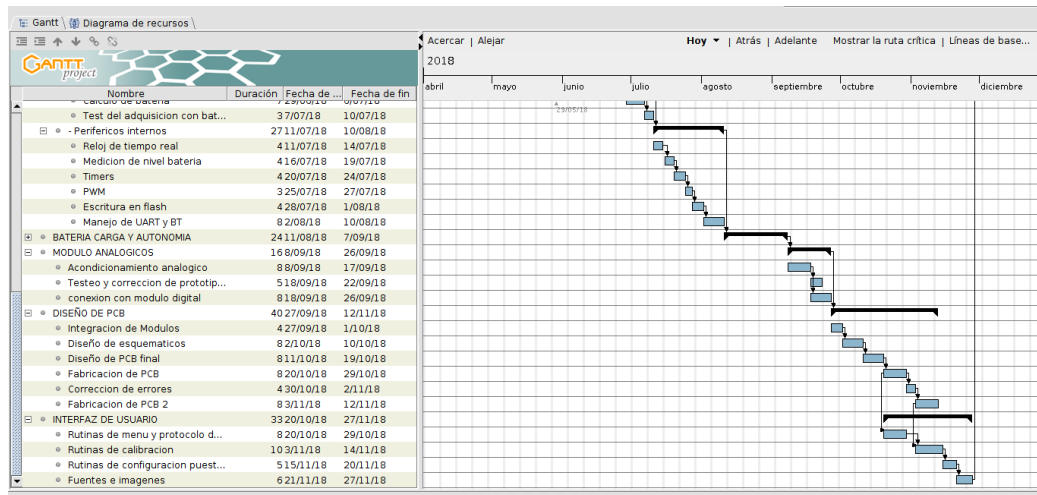 Gantt
Diagrama de recursos
GANTT
project
Acercar | Alejar
Hoy | Atrás | Adelante Mostrar la ruta crítica | Líneas de base...
2018
Nombre Duración Fecha de ... Fecha de fin
abril mayo junio julio agosto septiembre octubre noviembre diciembre
29/05/18
Calculo de bateria 7 29/06/18 6/07/18
Test del adquisicion con bat... 3 7/07/18 10/07/18
- Perifericos internos 27 11/07/18 10/08/18
Reloj de tiempo real 4 11/07/18 14/07/18
Medicion de nivel bateria 4 16/07/18 19/07/18
Timers 4 20/07/18 24/07/18
PWM 3 25/07/18 27/07/18
Escritura en flash 4 28/07/18 1/08/18
Manejo de UART y BT 8 2/08/18 10/08/18
BATERIA CARGA Y AUTONOMIA 24 11/08/18 7/09/18
MODULO ANALOGICOS 16 8/09/18 26/09/18
Acondicionamiento analogico 8 8/09/18 17/09/18
Testeo y correccion de prototip... 5 18/09/18 22/09/18
conexion con modulo digital 8 18/09/18 26/09/18
DISEÑO DE PCB 40 27/09/18 12/11/18
Integracion de Modulos 4 27/09/18 1/10/18
Diseño de esquematicos 8 2/10/18 10/10/18
Diseño de PCB final 8 11/10/18 19/10/18
Fabricacion de PCB 8 20/10/18 29/10/18
Correccion de errores 4 30/10/18 2/11/18
Fabricacion de PCB 2 8 3/11/18 12/11/18
INTERFAZ DE USUARIO 33 20/10/18 27/11/18
Rutinas de menu y protocolo d... 8 20/10/18 29/10/18
Rutinas de calibracion 10 3/11/18 14/11/18
Rutinas de configuracion puest... 5 15/11/18 20/11/18
Fuentes e imagenes 6 21/11/18 27/11/18